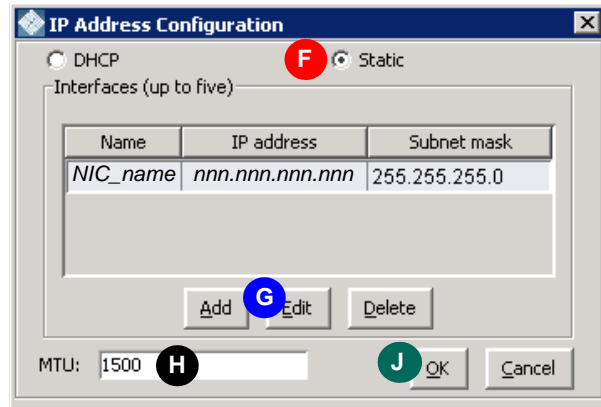 IP Address Configuration
DHCP F Static
Interfaces (up to five)
Name IP address Subnet mask
NIC_name nnn.nnn.nnn.nnn 255.255.255.0
Add G Edit Delete
MTU: 1500 H J OK Cancel